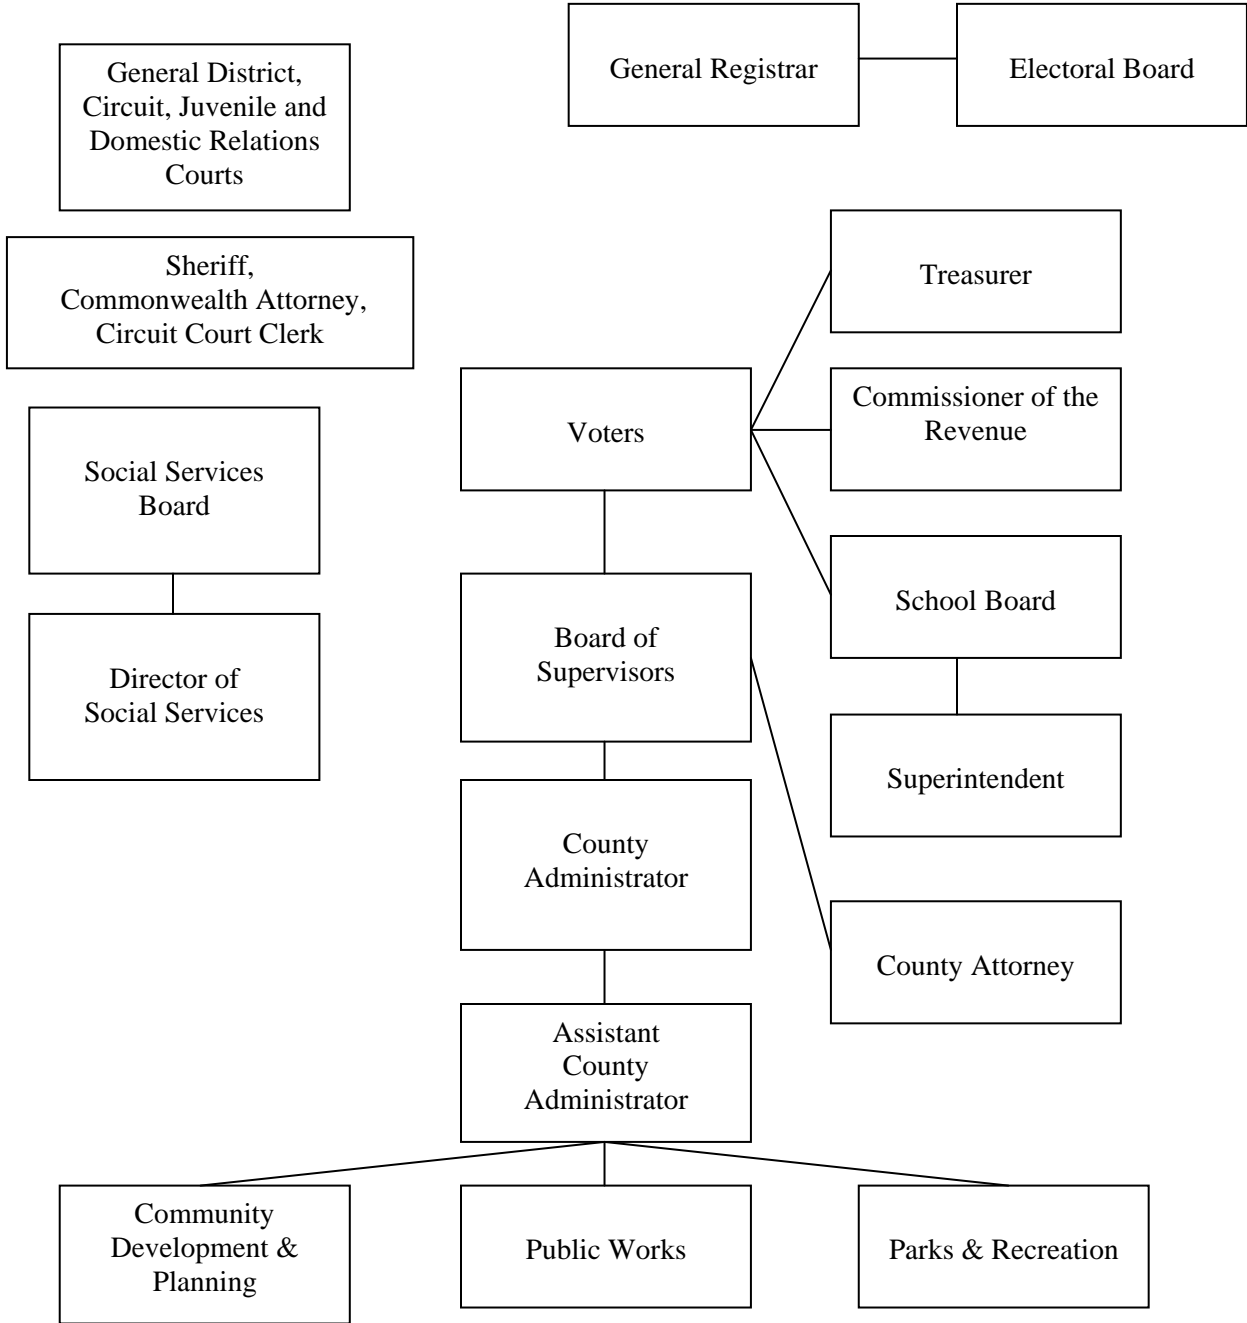 General District,
Circuit, Juvenile and
Domestic Relations
Courts
General Registrar
Electoral Board
Sheriff,
Commonwealth Attorney,
Circuit Court Clerk
Treasurer
Voters
Commissioner of the
Revenue
Social Services
Board
School Board
Board of
Supervisors
Director of
Social Services
Superintendent
County
Administrator
County Attorney
Assistant
County
Administrator
Community
Development &
Planning
Public Works
Parks & Recreation